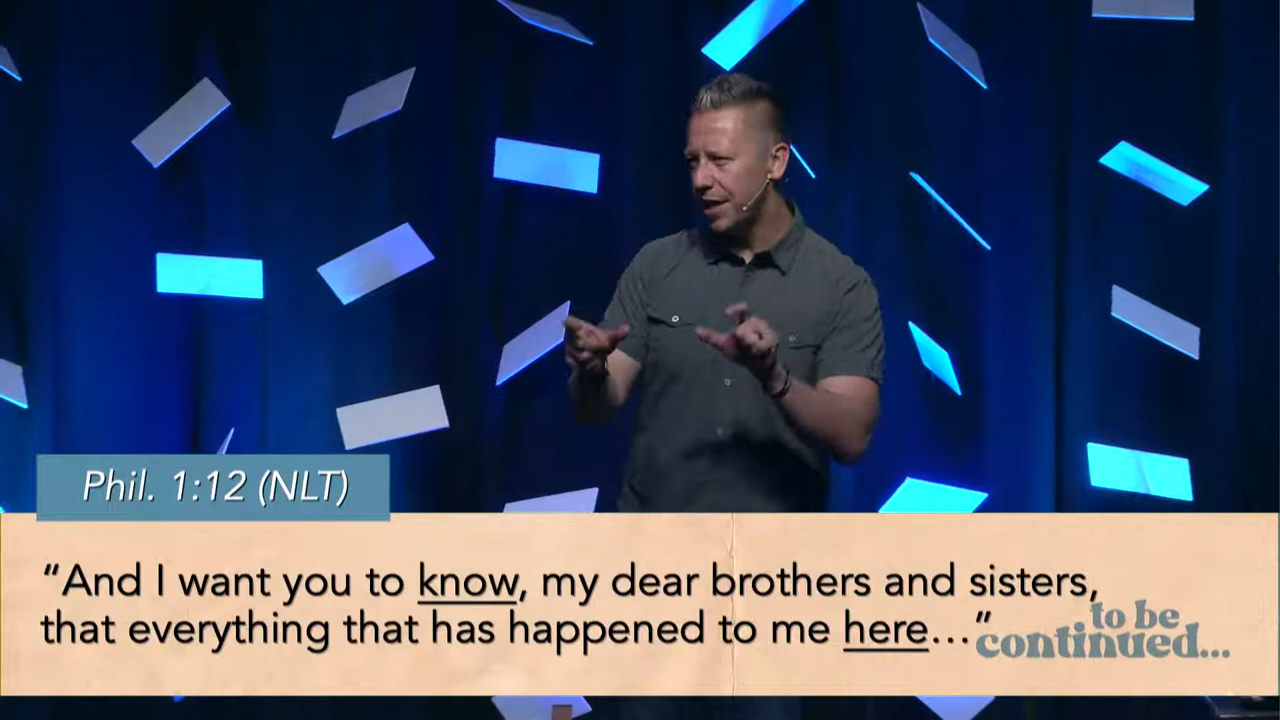 Phil. 1:12 (NLT)
“And I want you to know, my dear brothers and sisters,
that everything that has happened to me here…”
to be
continued...